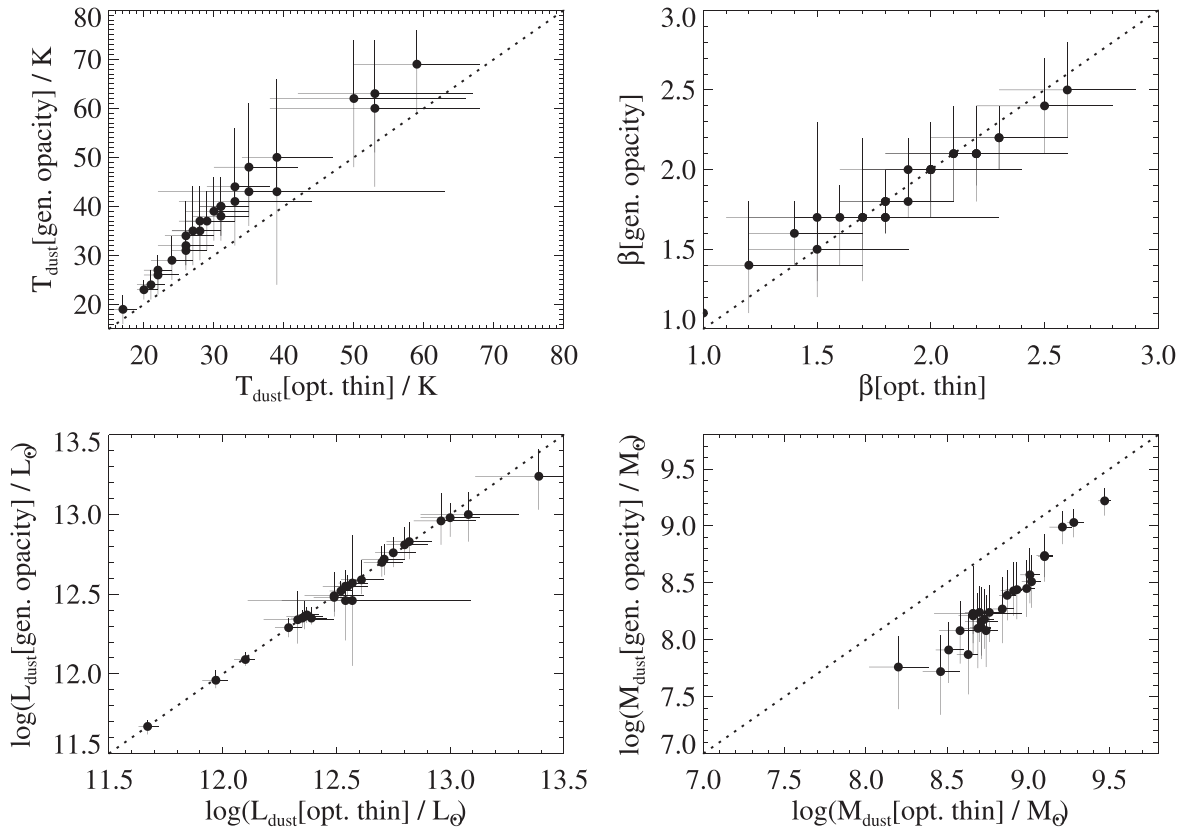 80
70
60
50
40
30
20
T_dust[gen. opacity] / K
20 30 40 50 60 70 80
T_dust[opt. thin] / K
3.0
2.5
2.0
1.5
1.0
β[gen. opacity]
1.0 1.5 2.0 2.5 3.0
β[opt. thin]
13.5
13.0
12.5
12.0
11.5
log(L_dust[gen. opacity] / L_⊙)
11.5 12.0 12.5 13.0 13.5
log(L_dust[opt. thin] / L_⊙)
9.5
9.0
8.5
8.0
7.5
7.0
log(M_dust[gen. opacity] / M_⊙)
7.0 7.5 8.0 8.5 9.0 9.5
log(M_dust[opt. thin] / M_⊙)